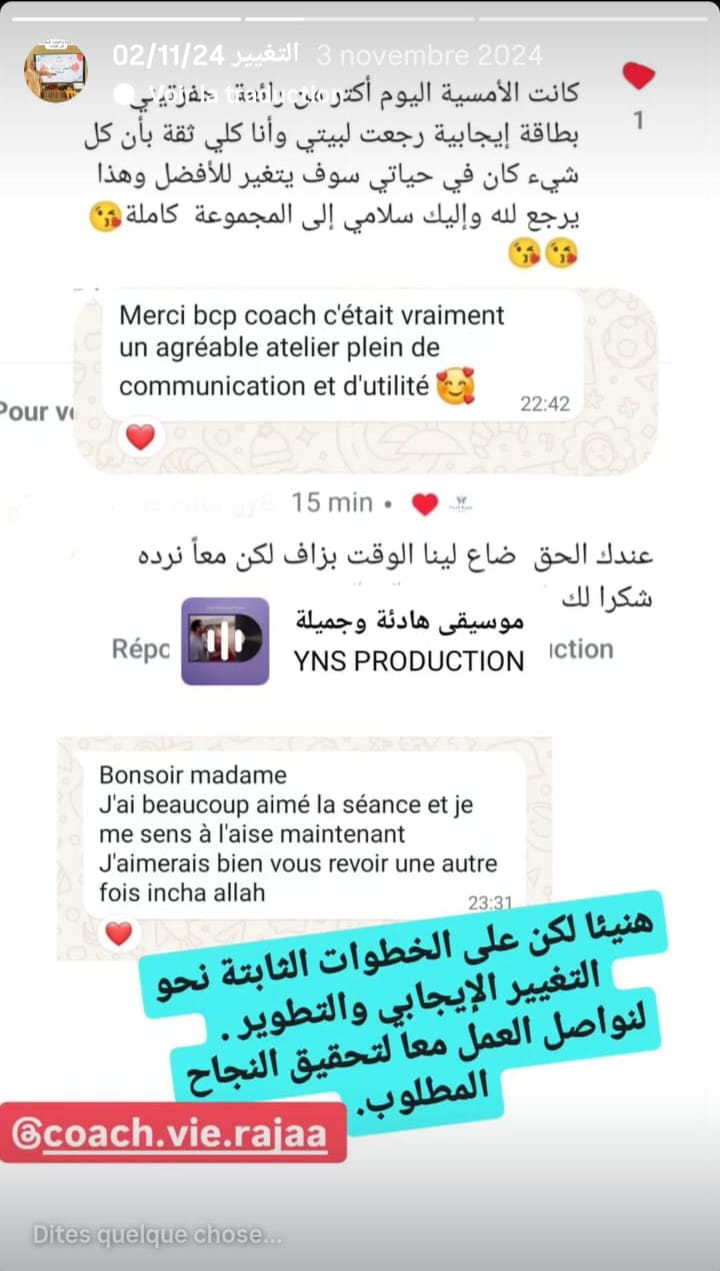 التغيير 02/11/24 3 novembre 2024
كانت الأمسية اليوم أكثر من رائعة حفزتيني
1
بطاقة إيجابية رجعت لبيتي وأنا كلي ثقة بأن كل
شيء كان في حياتي سوف يتغير للأفضل وهذا
يرجع لله وإليك سلامي إلى المجموعة كاملة😘
😘😘
Merci bcp coach c'était vraiment
un agréable atelier plein de
communication et d'utilité 🥰
22:42
Pour v
❤️
15 min • ❤️
عندك الحق ضاع لينا الوقت بزاف لكن معاً نرده
شكرا لك
موسيقى هادئة وجميلة
Répo
YNS PRODUCTION
ction
Bonsoir madame
J'ai beaucoup aimé la séance et je
me sens à l'aise maintenant
J'aimerais bien vous revoir une autre
fois incha allah
23:31
❤️
هنيئا لكن على الخطوات الثابتة نحو
التغيير الإيجابي والتطوير .
لنواصل العمل معا لتحقيق النجاح
المطلوب.
@coach.vie.rajaa
Dites quelque chose...